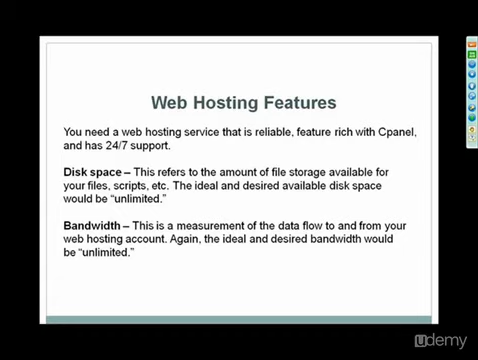 Web Hosting Features
You need a web hosting service that is reliable, feature rich with Cpanel,
and has 24/7 support.
Disk space – This refers to the amount of file storage available for
your files, scripts, etc. The ideal and desired available disk space
would be “unlimited.”
Bandwidth – This is a measurement of the data flow to and from your
web hosting account. Again, the ideal and desired bandwidth would
be “unlimited.”
udemy